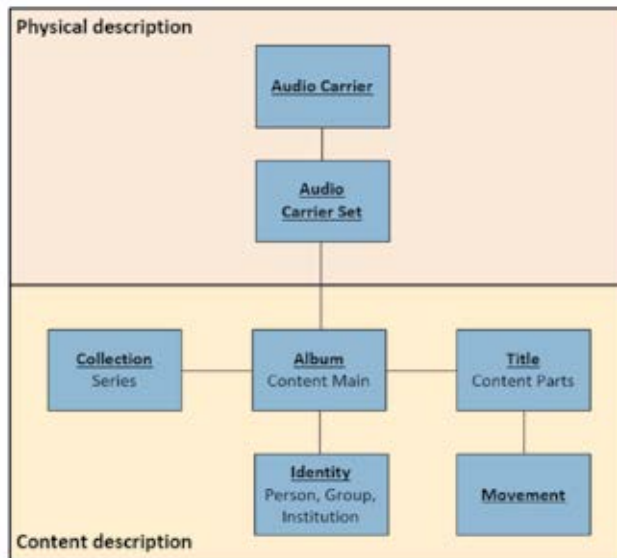 Physical description
Audio Carrier
Audio
Carrier Set
Collection
Series
Album
Content Main
Title
Content Parts
Identity
Person, Group,
Institution
Movement
Content description